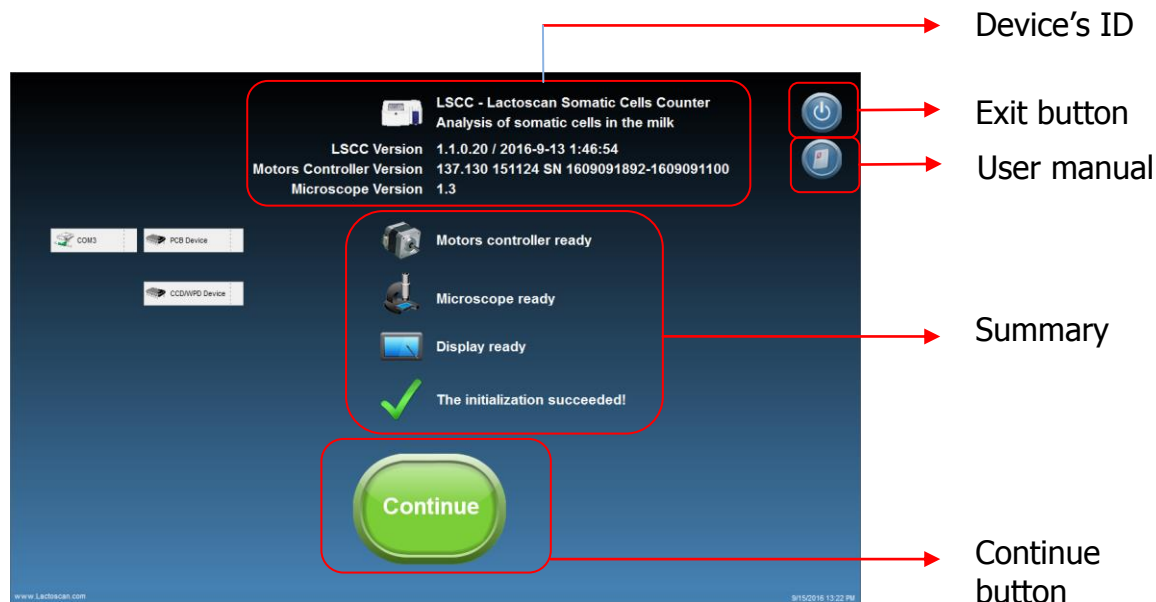 Device's ID
LSCC - Lactoscan Somatic Cells Counter
Analysis of somatic cells in the milk
Exit button
LSCC Version 1.1.0.20 / 2016-9-13 1:46:54
Motors Controller Version 137.130 151124 SN 1609091892-1609091100
User manual
Microscope Version 1.3
COM3
PCB Device
Motors controller ready
CCD/WPD Device
Microscope ready
Summary
Display ready
The initialization succeeded!
Continue
Continue
button
www.Lactoscan.com
9/15/2016 13:22 PM